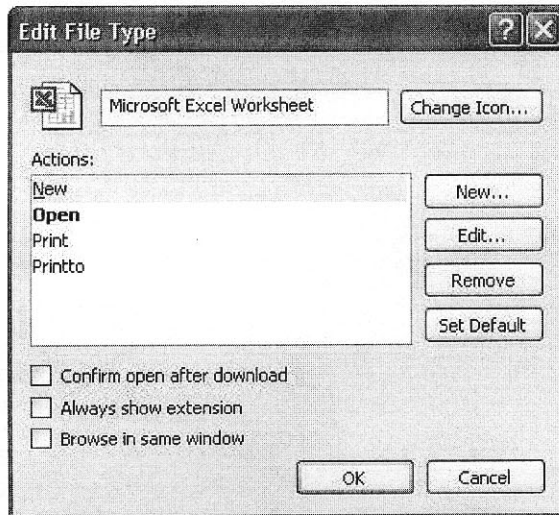 Edit File Type
Microsoft Excel Worksheet
Change Icon...
Actions:
New
Open
Print
Printto
New...
Edit...
Remove
Set Default
Confirm open after download
Always show extension
Browse in same window
OK
Cancel